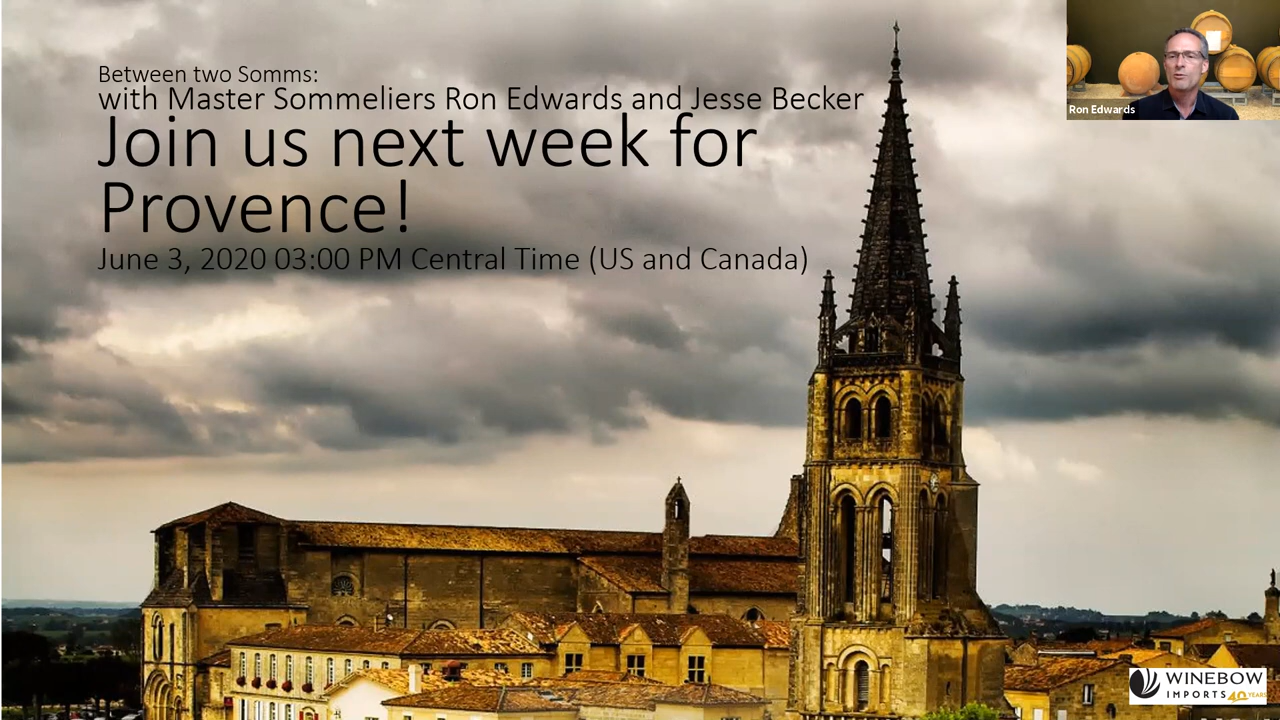 Between two Somms:
with Master Sommeliers Ron Edwards and Jesse Becker
Join us next week for
Provence!
June 3, 2020 03:00 PM Central Time (US and Canada)
Ron Edwards
WINEBOW
IMPORTS 40 YEARS